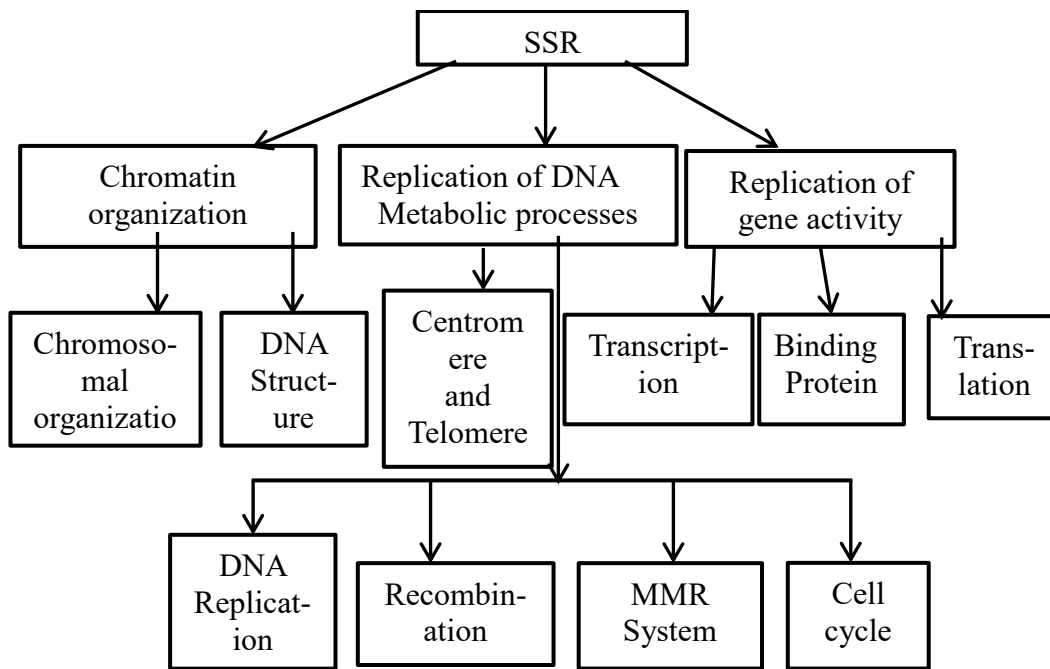 SSR
Chromatin
organization
Replication of DNA
Metabolic processes
Replication of
gene activity
Chromoso-
mal
organizatio
DNA
Struct-
ure
Centrom
ere
and
Telomere
Transcript-
ion
Binding
Protein
Trans-
lation
DNA
Replicat-
ion
Recombin-
ation
MMR
System
Cell
cycle